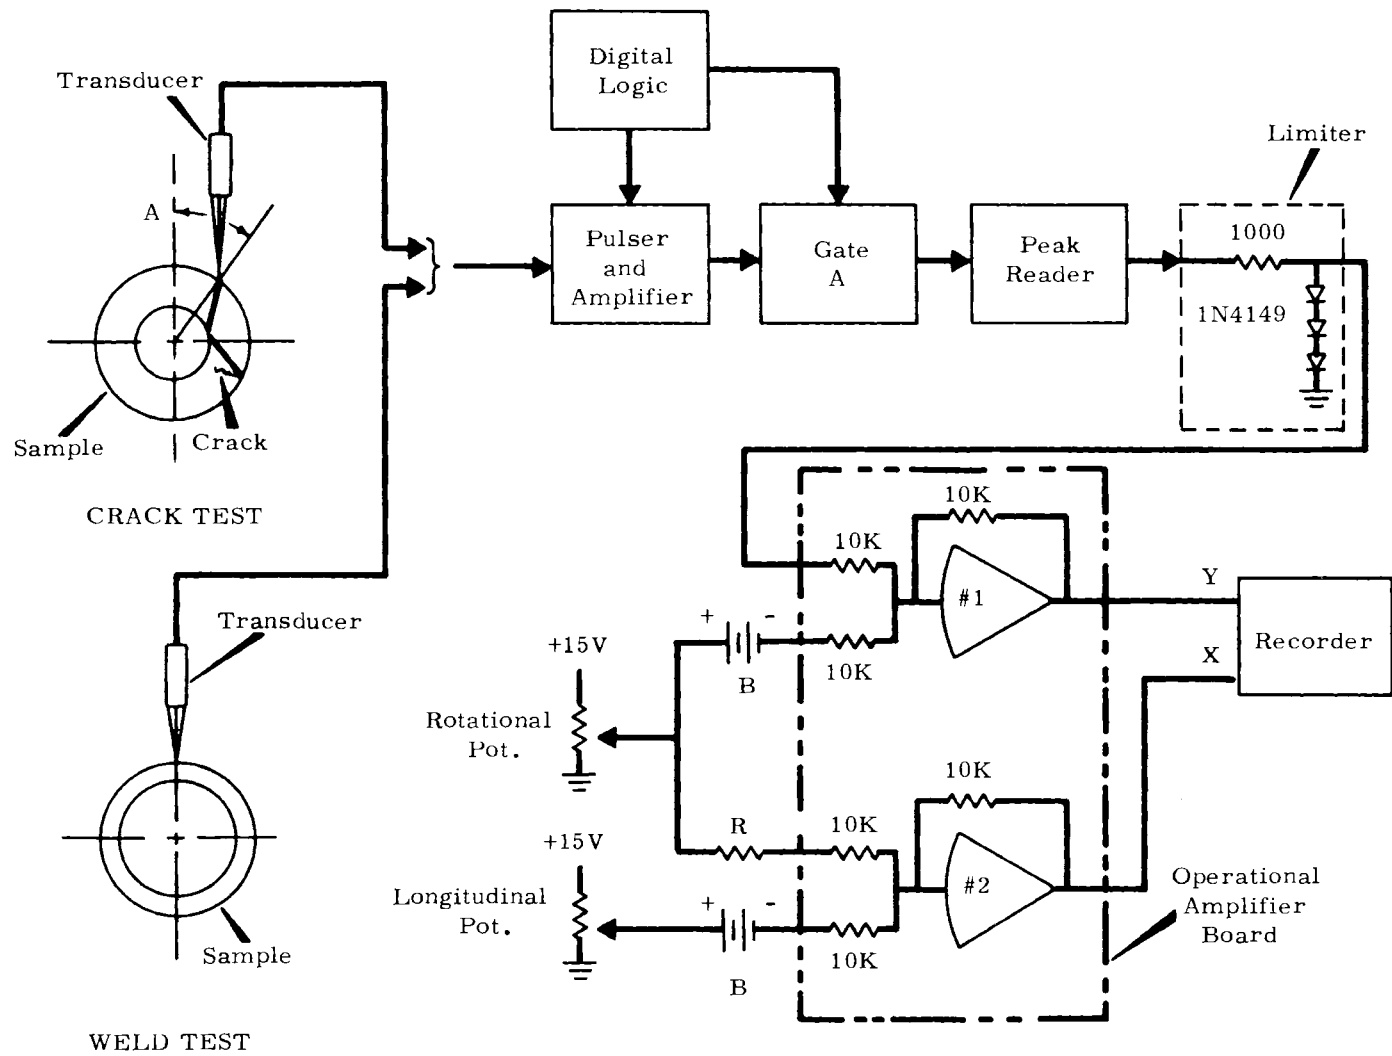 Transducer
A
Sample
Crack
CRACK TEST
Transducer
Sample
WELD TEST
Digital
Logic
Pulser
and
Amplifier
Gate
A
Peak
Reader
Limiter
1000
1N4149
10K
10K
#1
+ -
B
10K
Y
X
Recorder
+15V
Rotational
Pot.
R
10K
10K
#2
+15V
Longitudinal
Pot.
+ -
B
10K
Operational
Amplifier
Board